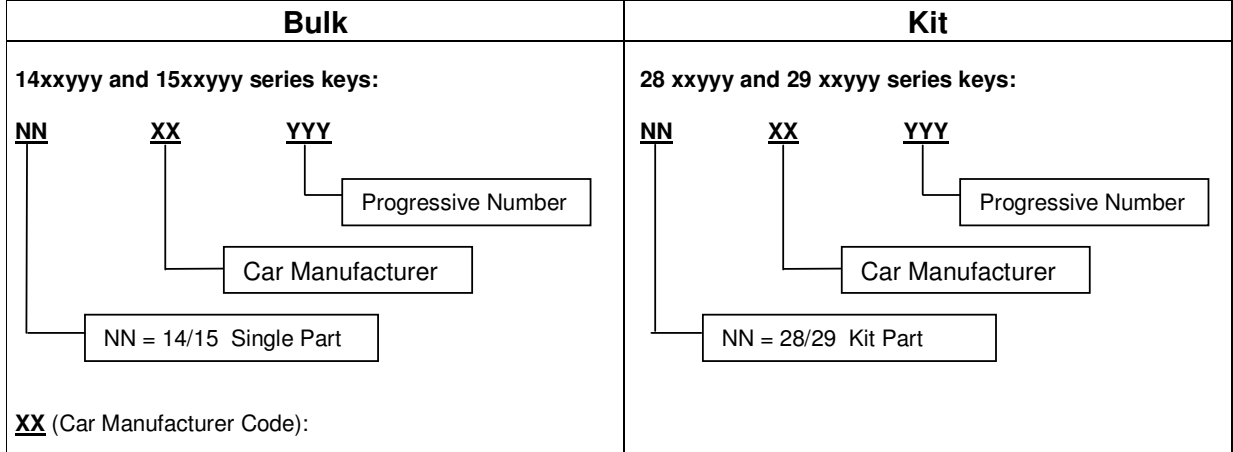 Bulk
14xxyyy and 15xxyyy series keys:
NN XX YYY
Progressive Number
Car Manufacturer
NN = 14/15 Single Part
XX (Car Manufacturer Code):
Kit
28 xxyyy and 29 xxyyy series keys:
NN XX YYY
Progressive Number
Car Manufacturer
NN = 28/29 Kit Part